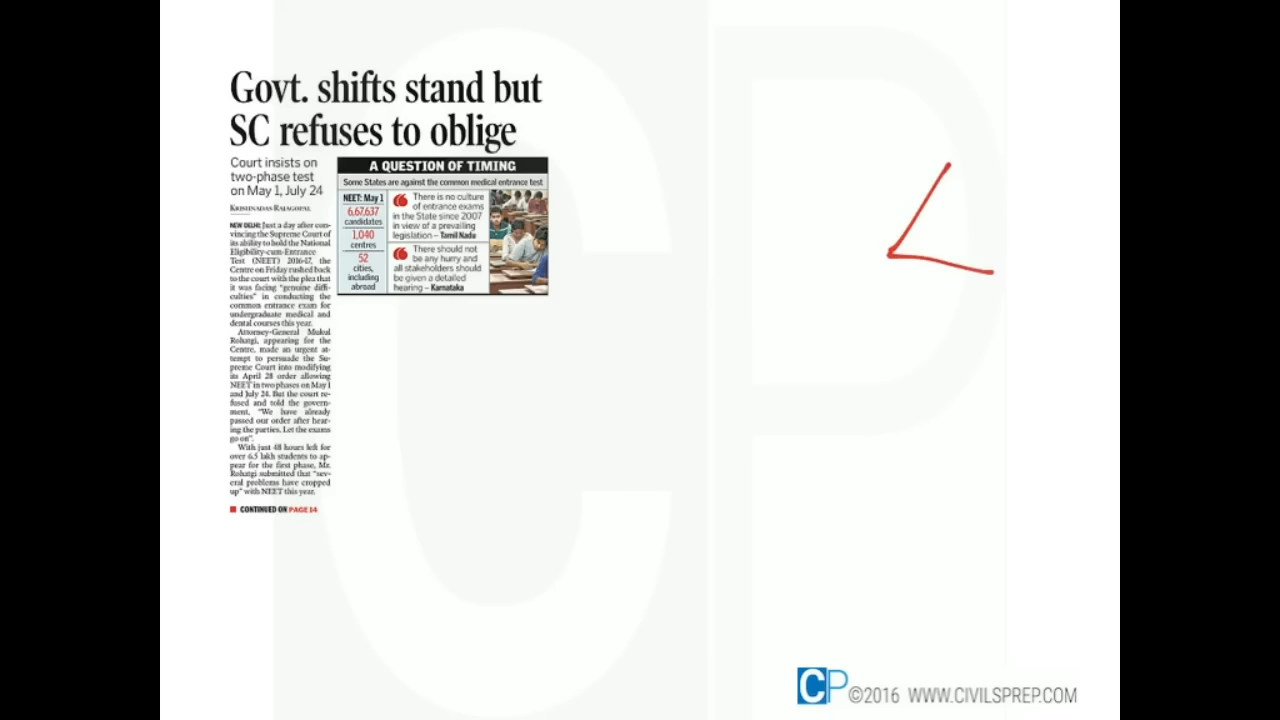 Govt. shifts stand but
SC refuses to oblige
Court insists on
two-phase test
on May 1, July 24
KRISHNADAS RAJAGOPAL
NEW DELHI: Just a day after con-
vincing the Supreme Court of
its ability to hold the National
Eligibility-cum-Entrance
Test (NEET) 2016-17, the
Centre on Friday rushed back
to the court with the plea that
it was facing “genuine diffi-
culties” in conducting the
common entrance exam for
undergraduate medical and
dental courses this year.
Attorney-General Mukul
Rohatgi, appearing for the
Centre, made an urgent at-
tempt to persuade the Su-
preme Court into modifying
its April 28 order allowing
NEET in two phases on May 1
and July 24. But the court re-
fused and told the govern-
ment, “We have already
passed our order after hear-
ing the parties. Let the exams
go on”.
With just 48 hours left for
over 6.5 lakh students to ap-
pear for the first phase, Mr.
Rohatgi submitted that “sev-
eral problems have cropped
up” with NEET this year.
CONTINUED ON PAGE 14
A QUESTION OF TIMING
Some States are against the common medical entrance test
NEET: May 1
6,67,637
candidates
1,040
centres
52
cities,
including
abroad
There is no culture
of entrance exams
in the State since 2007
in view of a prevailing
legislation – Tamil Nadu
There should not
be any hurry and
all stakeholders should
be given a detailed
hearing – Karnataka
CP ©2016 WWW.CIVILSPREP.COM